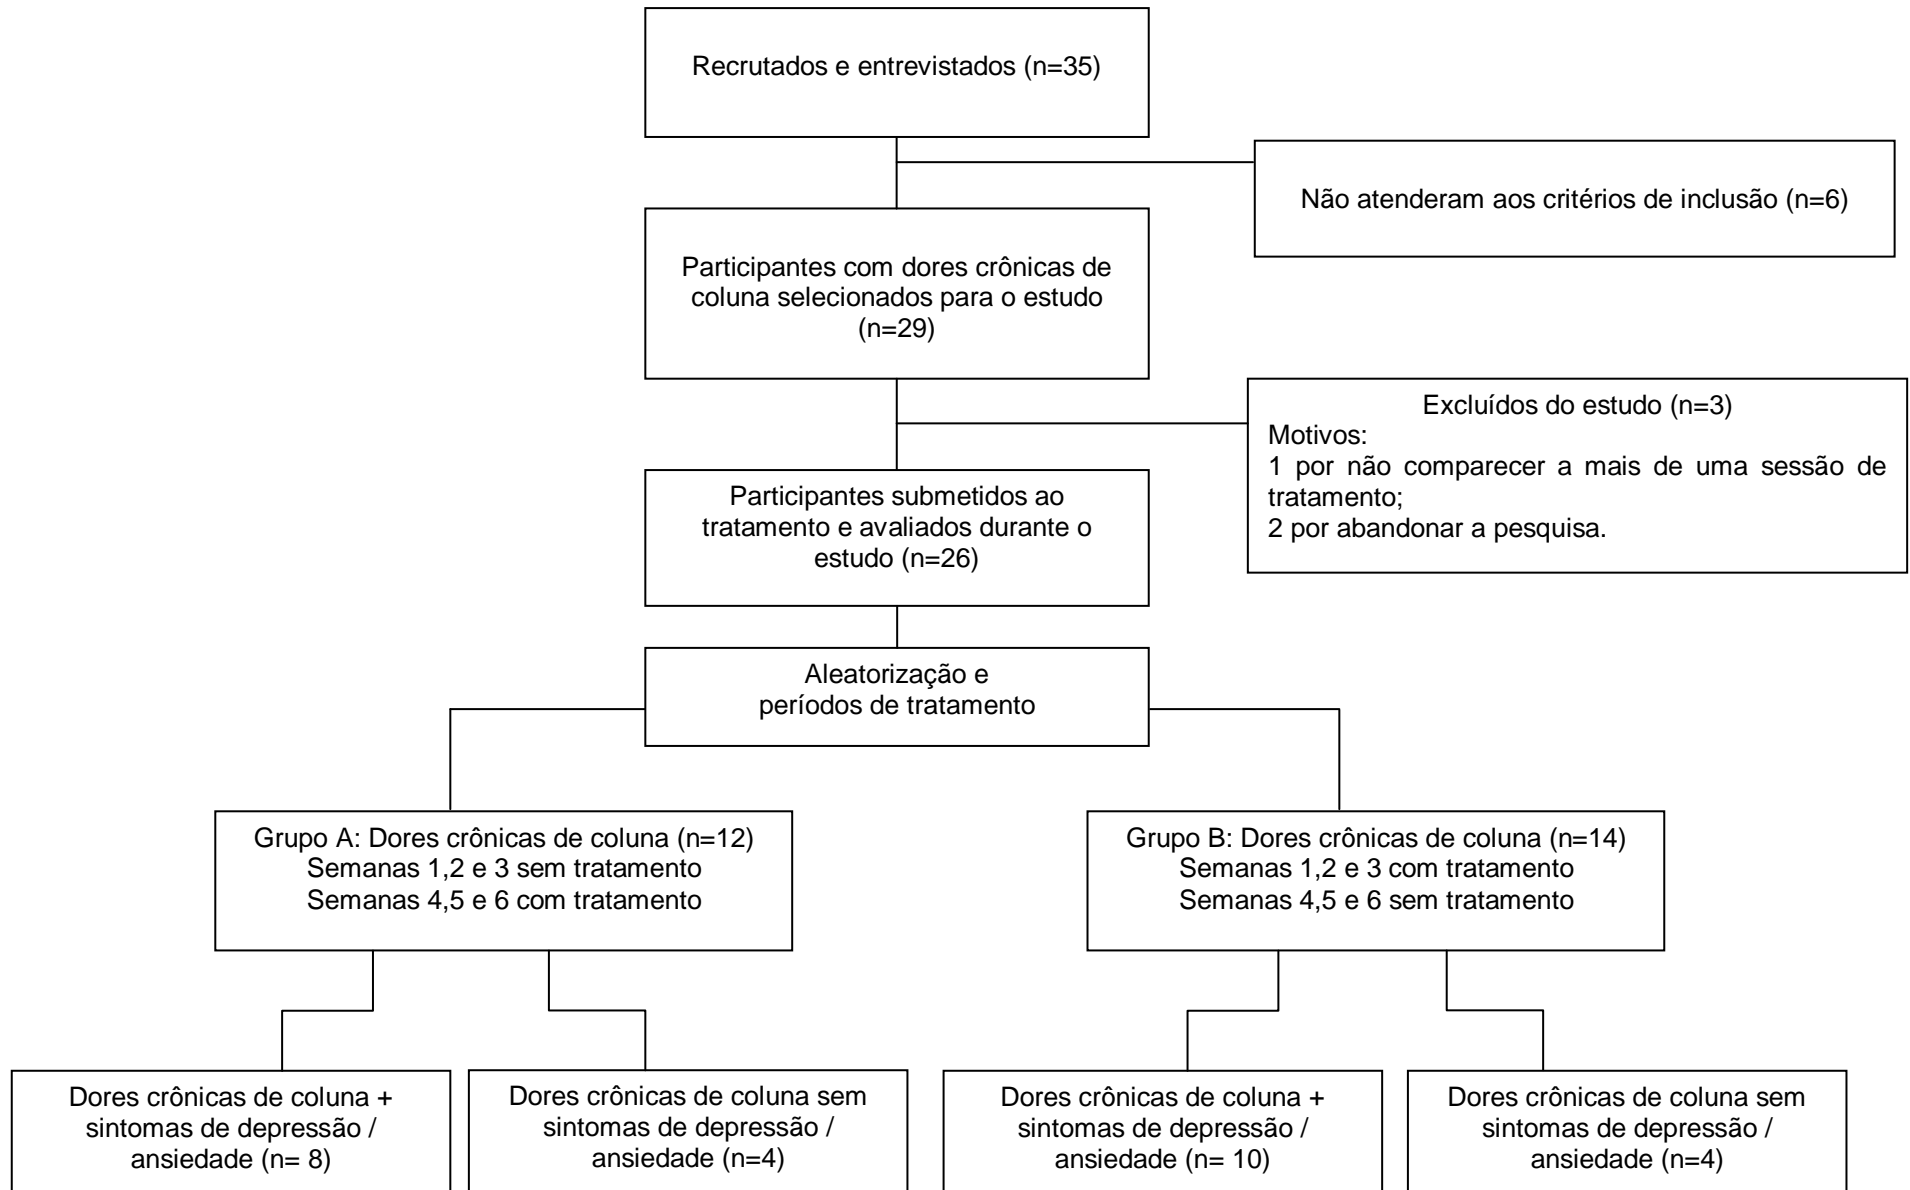 Recrutados e entrevistados (n=35)
Não atenderam aos critérios de inclusão (n=6)
Participantes com dores crônicas de
coluna selecionados para o estudo
(n=29)
Excluídos do estudo (n=3)
Motivos:
1 por não comparecer a mais de uma sessão de
tratamento;
2 por abandonar a pesquisa.
Participantes submetidos ao
tratamento e avaliados durante o
estudo (n=26)
Aleatorização e
períodos de tratamento
Grupo A: Dores crônicas de coluna (n=12)
Semanas 1,2 e 3 sem tratamento
Semanas 4,5 e 6 com tratamento
Grupo B: Dores crônicas de coluna (n=14)
Semanas 1,2 e 3 com tratamento
Semanas 4,5 e 6 sem tratamento
Dores crônicas de coluna +
sintomas de depressão /
ansiedade (n= 8)
Dores crônicas de coluna sem
sintomas de depressão /
ansiedade (n=4)
Dores crônicas de coluna +
sintomas de depressão /
ansiedade (n= 10)
Dores crônicas de coluna sem
sintomas de depressão /
ansiedade (n=4)